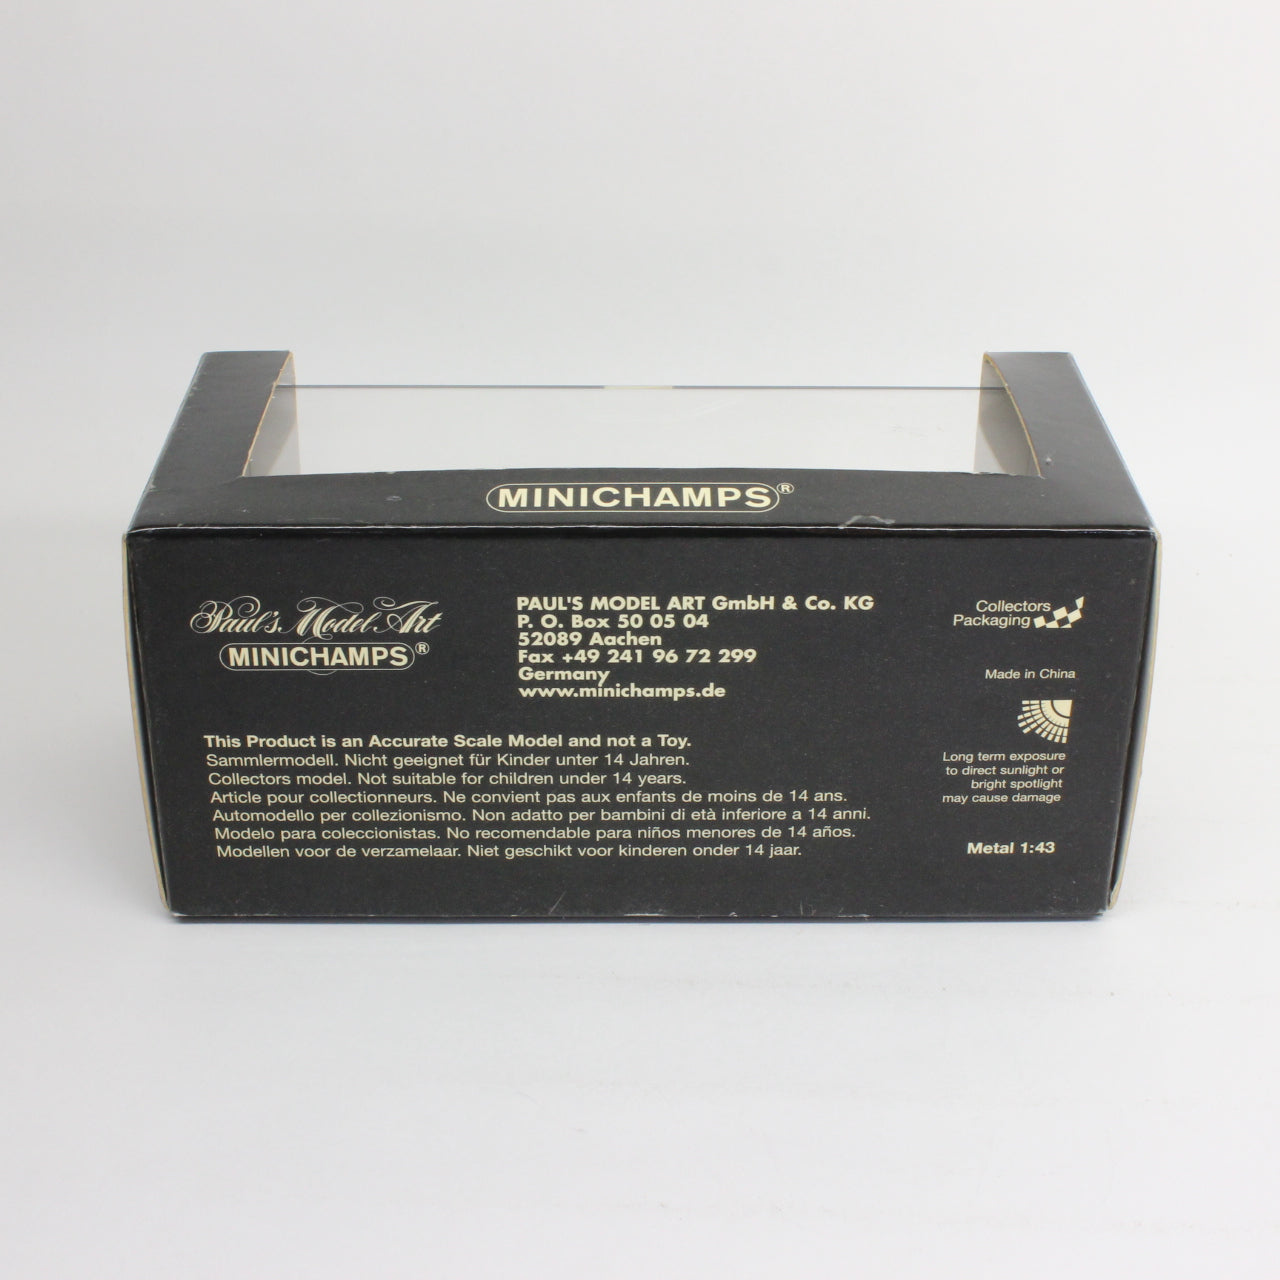 MINICHAMPS®
Paul's Model Art
MINICHAMPS®
PAUL'S MODEL ART GmbH & Co. KG
P. O. Box 50 05 04
52089 Aachen
Fax +49 241 96 72 299
Germany
www.minichamps.de
Collectors
Packaging
Made in China
Long term exposure
to direct sunlight or
bright spotlight
may cause damage
This Product is an Accurate Scale Model and not a Toy.
Sammlermodell. Nicht geeignet für Kinder unter 14 Jahren.
Collectors model. Not suitable for children under 14 years.
Article pour collectionneurs. Ne convient pas aux enfants de moins de 14 ans.
Automodello per collezionismo. Non adatto per bambini di età inferiore a 14 anni.
Modelo para coleccionistas. No recomendable para niños menores de 14 años.
Modellen voor de verzamelaar. Niet geschikt voor kinderen onder 14 jaar.
Metal 1:43